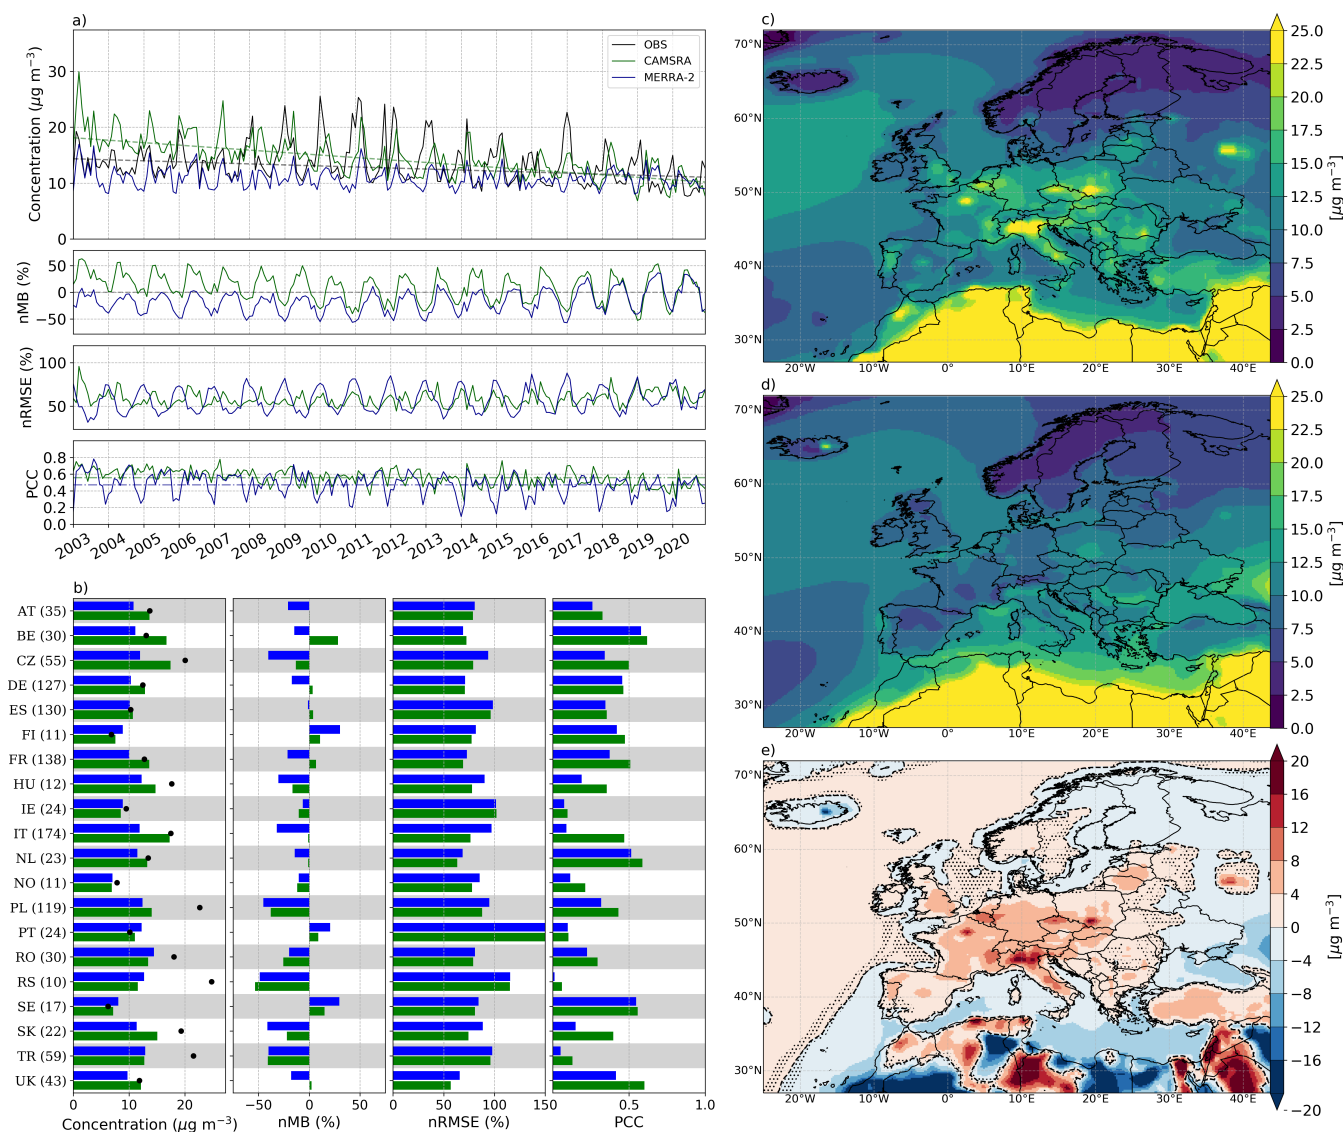 a)
Concentration (μg m⁻³)
30
20
10
0
OBS
CAMSRA
MERRA-2
nMB (%)
50
0
−50
nRMSE (%)
100
50
PCC
0.8
0.6
0.4
0.2
0.0
2003 2004 2005 2006 2007 2008 2009 2010 2011 2012 2013 2014 2015 2016 2017 2018 2019 2020
b)
AT (35)
BE (30)
CZ (55)
DE (127)
ES (130)
FI (11)
FR (138)
HU (12)
IE (24)
IT (174)
NL (23)
NO (11)
PL (119)
PT (24)
RO (30)
RS (10)
SE (17)
SK (22)
TR (59)
UK (43)
0 10 20 −50 0 0 50 100 150 0.5 1.0
Concentration (μg m⁻³) nMB (%) nRMSE (%) PCC
c)
70°N
60°N
50°N
40°N
30°N
20°W 10°W 0° 10°E 20°E 30°E 40°E
25.0
22.5
20.0
17.5
15.0
12.5
10.0
7.5
5.0
2.5
0.0
[μg m⁻³]
d)
70°N
60°N
50°N
40°N
30°N
20°W 10°W 0° 10°E 20°E 30°E 40°E
25.0
22.5
20.0
17.5
15.0
12.5
10.0
7.5
5.0
2.5
0.0
[μg m⁻³]
e)
70°N
60°N
50°N
40°N
30°N
20°W 10°W 0° 10°E 20°E 30°E 40°E
20
16
12
8
4
0
−4
−8
−12
−16
−20
[μg m⁻³]